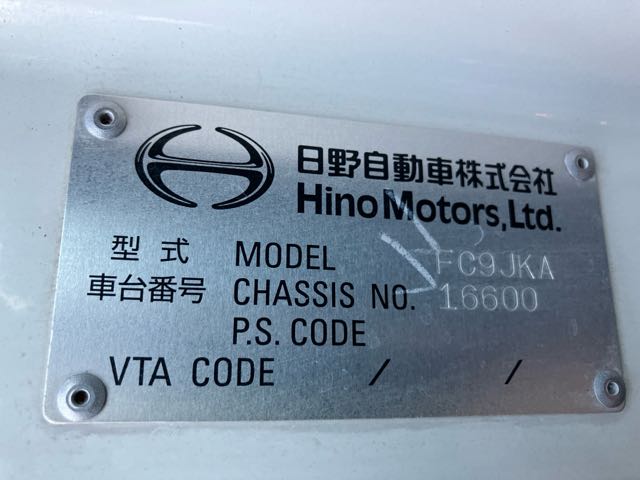 日野自動車株式会社
Hino Motors, Ltd.
型式 MODEL FC9JKA
車台番号 CHASSIS NO. 16600
P.S. CODE
VTA CODE / /